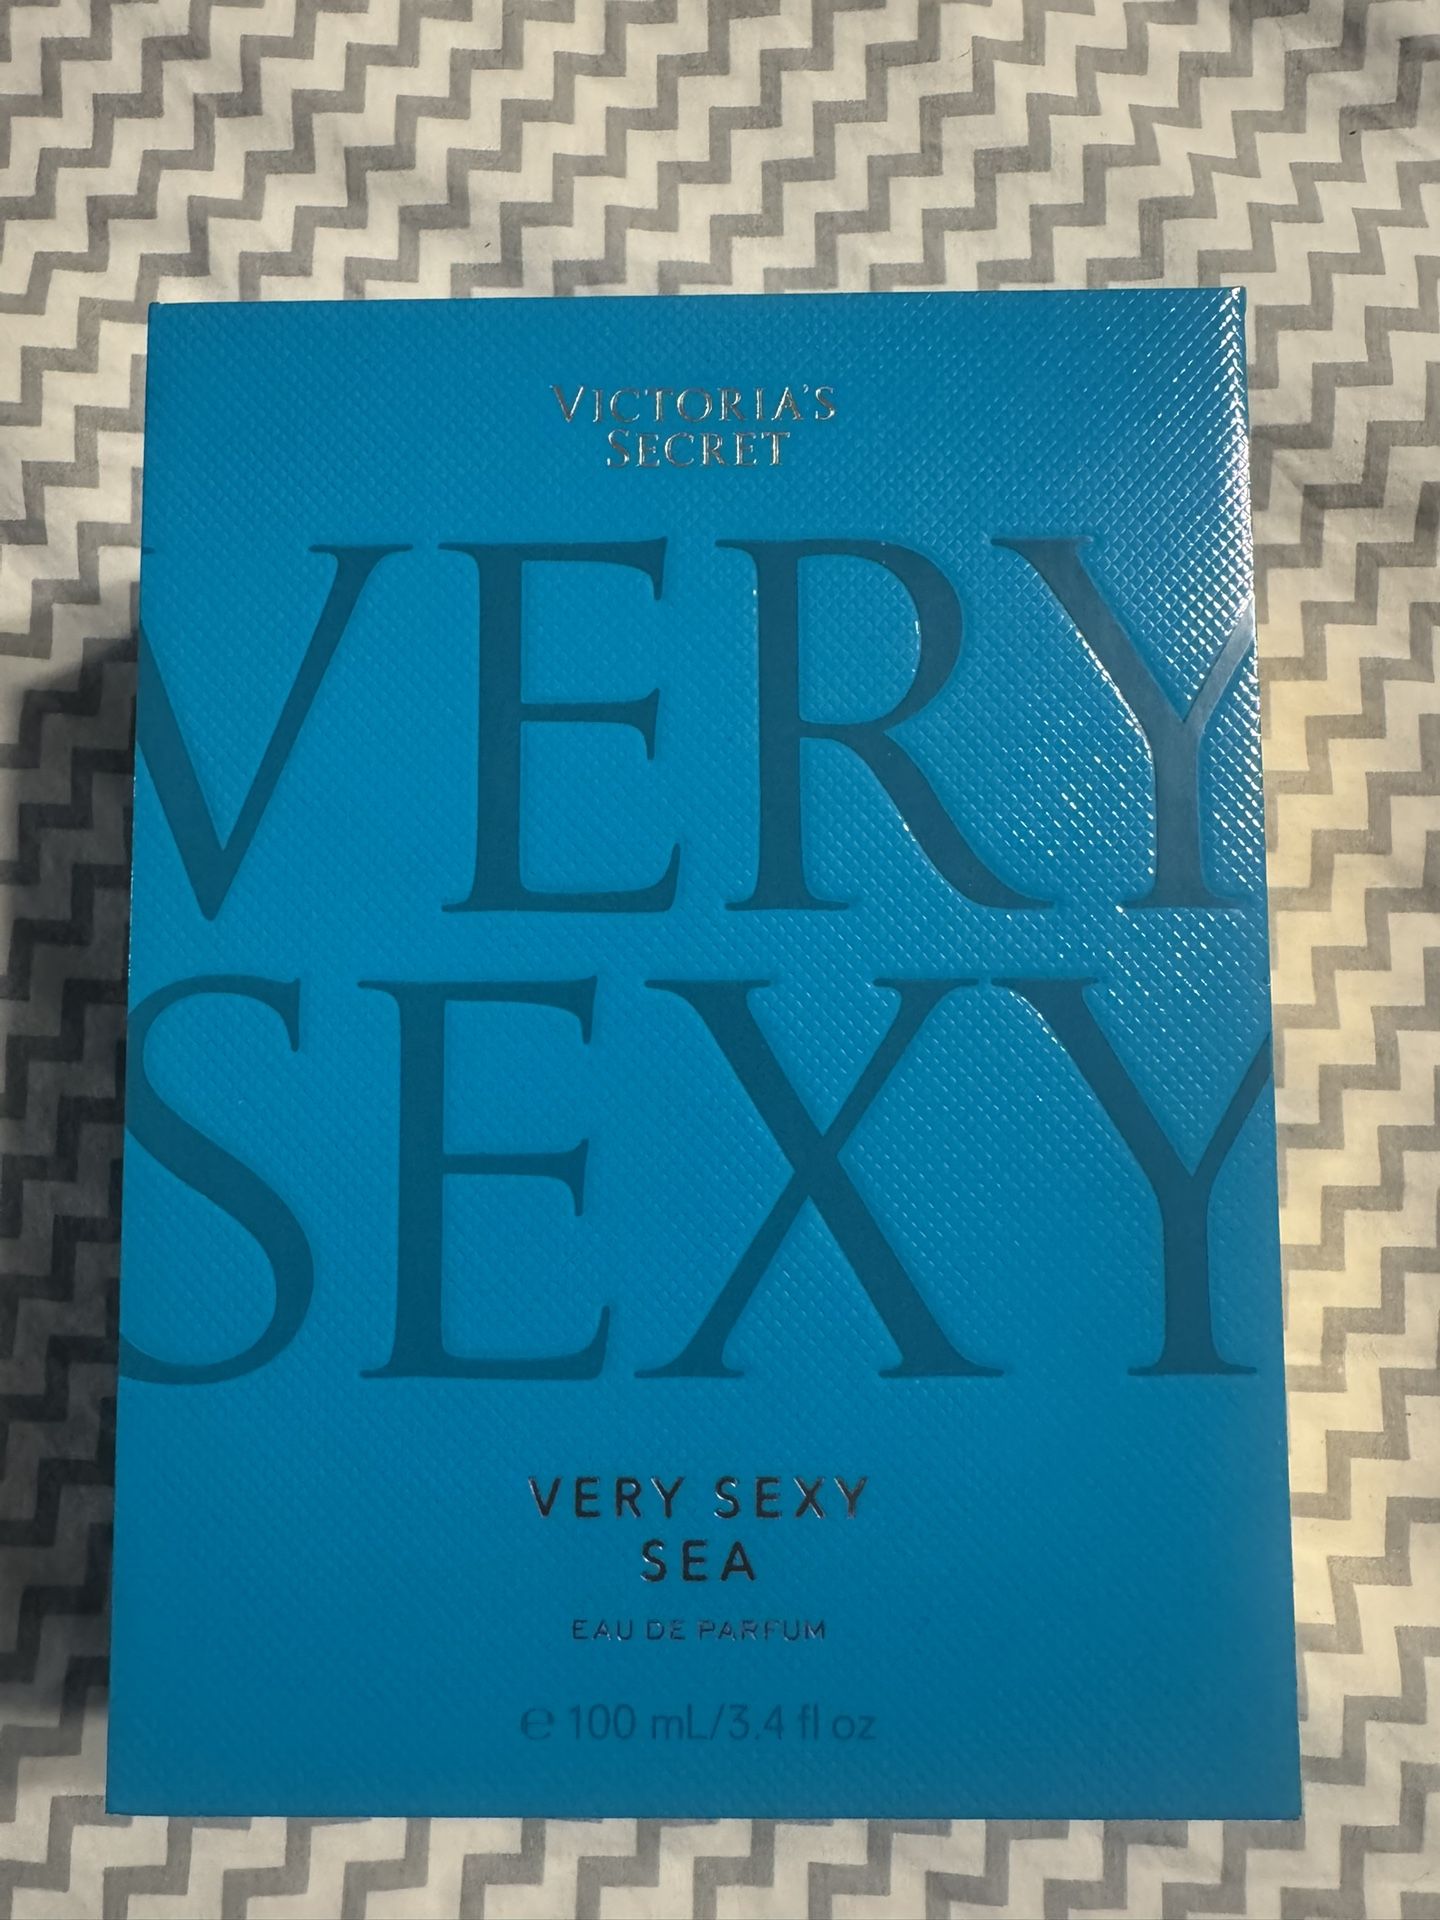 VICTORIA'S
SECRET
VERY
SEXY
VERY SEXY
SEA
EAU DE PARFUM
℮ 100 mL/3.4 fl oz